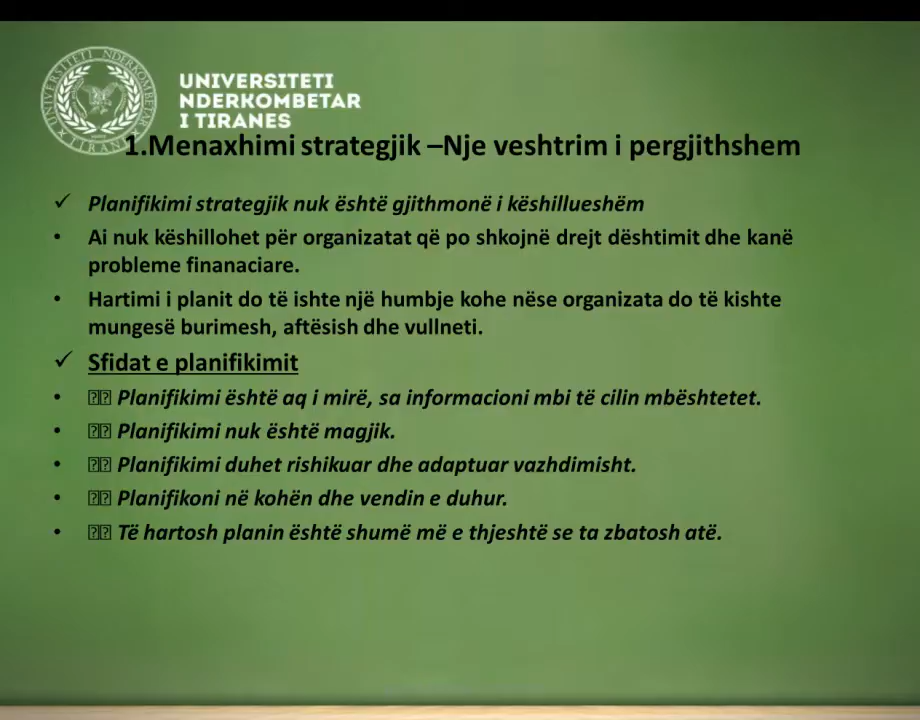 UNIVERSITETI NDERKOMBETAR
TIRANE
UNIVERSITETI
NDERKOMBETAR
I TIRANES
1.Menaxhimi strategjik –Nje veshtrim i pergjithshem
✓ Planifikimi strategjik nuk është gjithmonë i këshillueshëm
• Ai nuk këshillohet për organizatat që po shkojnë drejt dështimit dhe kanë
probleme finanaciare.
• Hartimi i planit do të ishte një humbje kohe nëse organizata do të kishte
mungesë burimesh, aftësish dhe vullneti.
✓ Sfidat e planifikimit
• Planifikimi është aq i mirë, sa informacioni mbi të cilin mbështetet.
• Planifikimi nuk është magjik.
• Planifikimi duhet rishikuar dhe adaptuar vazhdimisht.
• Planifikoni në kohën dhe vendin e duhur.
• Të hartosh planin është shumë më e thjeshtë se ta zbatosh atë.